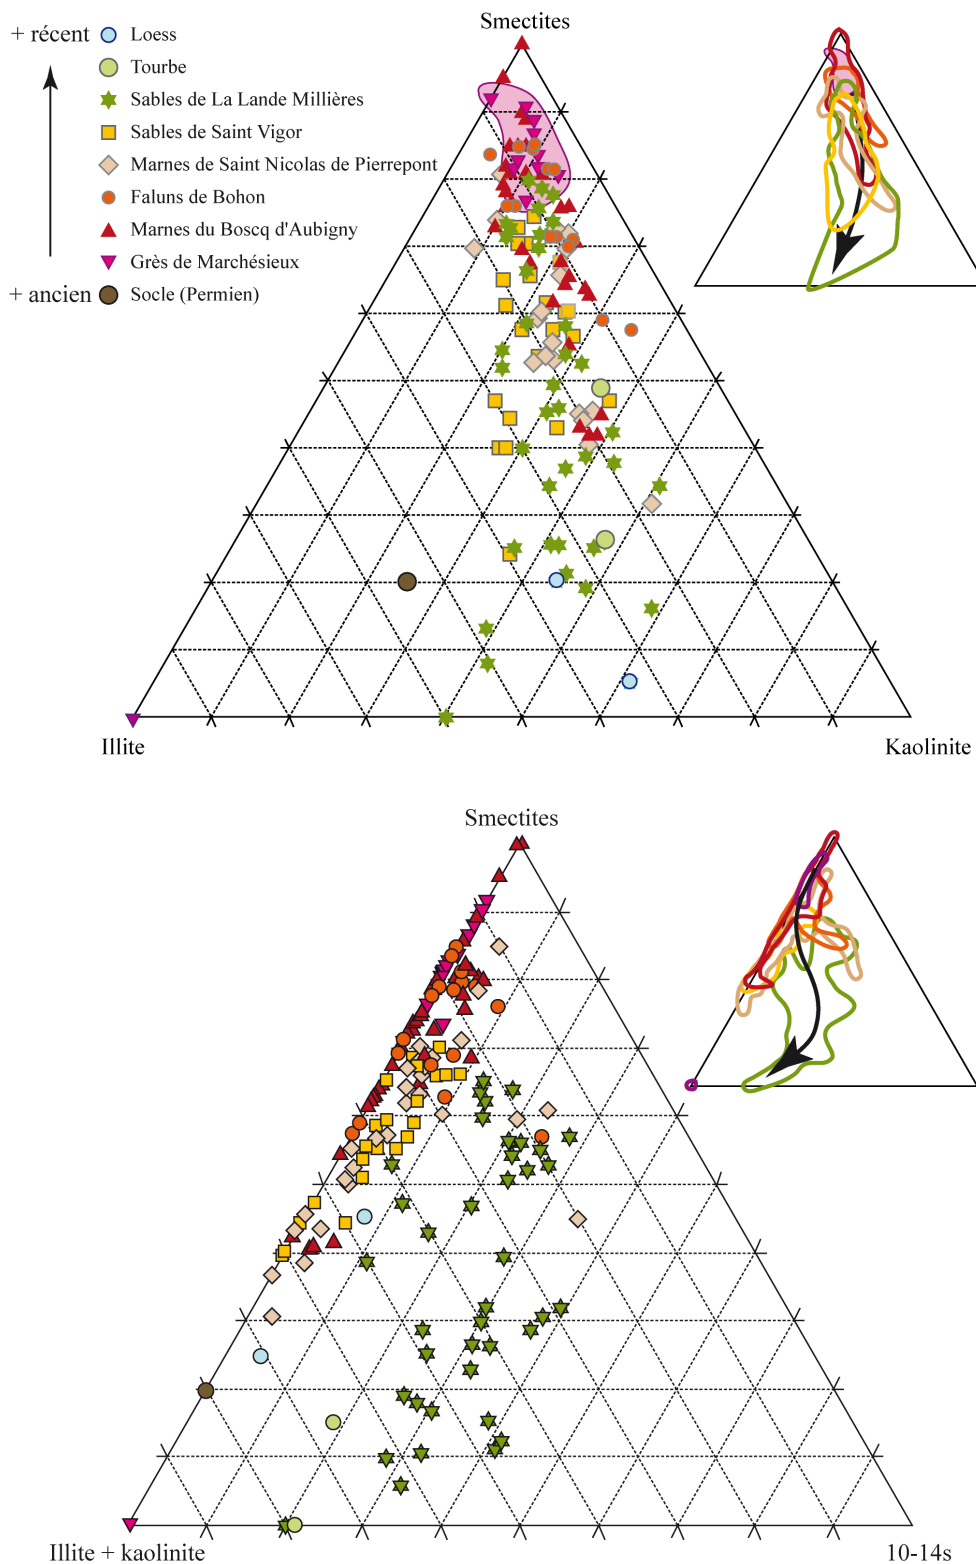 Smectites
+ récent
Loess
Tourbe
Sables de La Lande Millières
Sables de Saint Vigor
Marnes de Saint Nicolas de Pierrepont
Faluns de Bohon
Marnes du Boscq d'Aubigny
Grès de Marchésieux
+ ancien
Socle (Permien)
Illite
Kaolinite
Smectites
Illite + kaolinite
10-14s